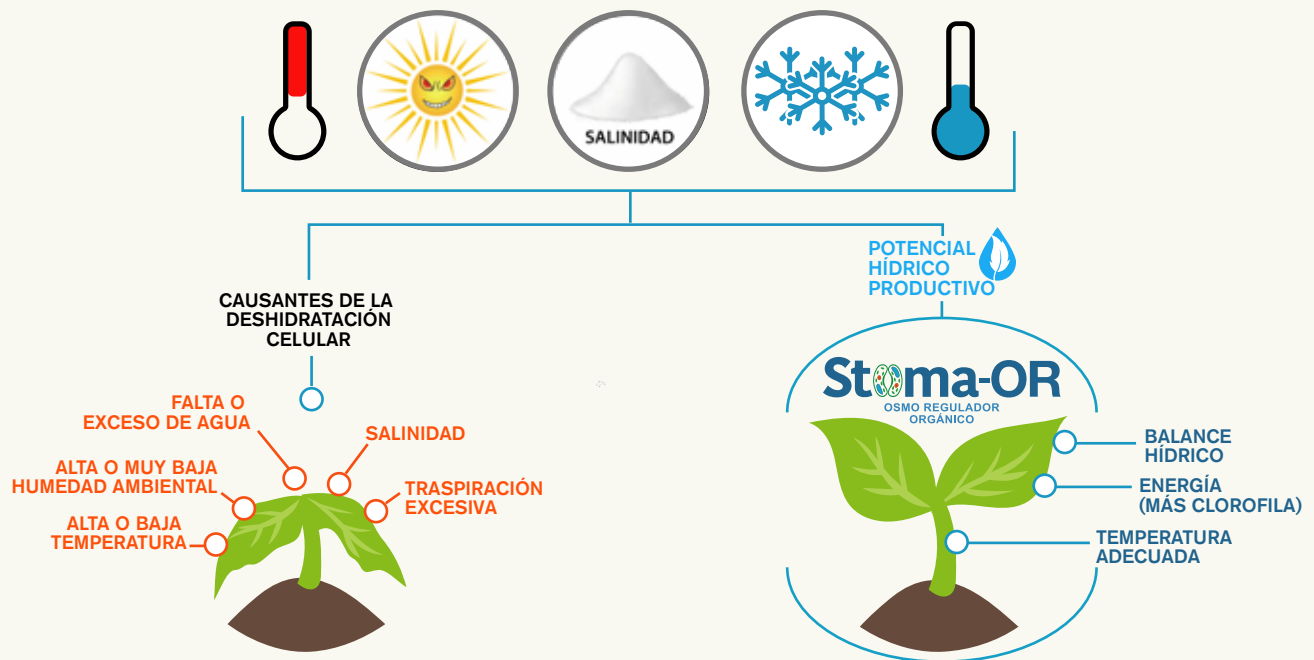 SALINIDAD
POTENCIAL
HÍDRICO
PRODUCTIVO
CAUSANTES DE LA
DESHIDRATACIÓN
CELULAR
FALTA O
EXCESO DE AGUA
SALINIDAD
ALTA O MUY BAJA
HUMEDAD AMBIENTAL
TRASPIRACIÓN
EXCESIVA
ALTA O BAJA
TEMPERATURA
Stoma-OR
OSMO REGULADOR
ORGÁNICO
BALANCE
HÍDRICO
ENERGÍA
(MÁS CLOROFILA)
TEMPERATURA
ADECUADA